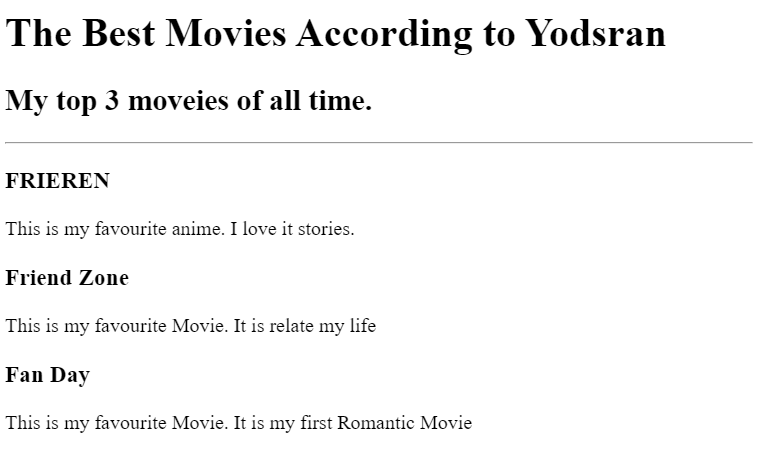 The Best Movies According to Yodsran
My top 3 moveies of all time.
FRIEREN
This is my favourite anime. I love it stories.
Friend Zone
This is my favourite Movie. It is relate my life
Fan Day
This is my favourite Movie. It is my first Romantic Movie